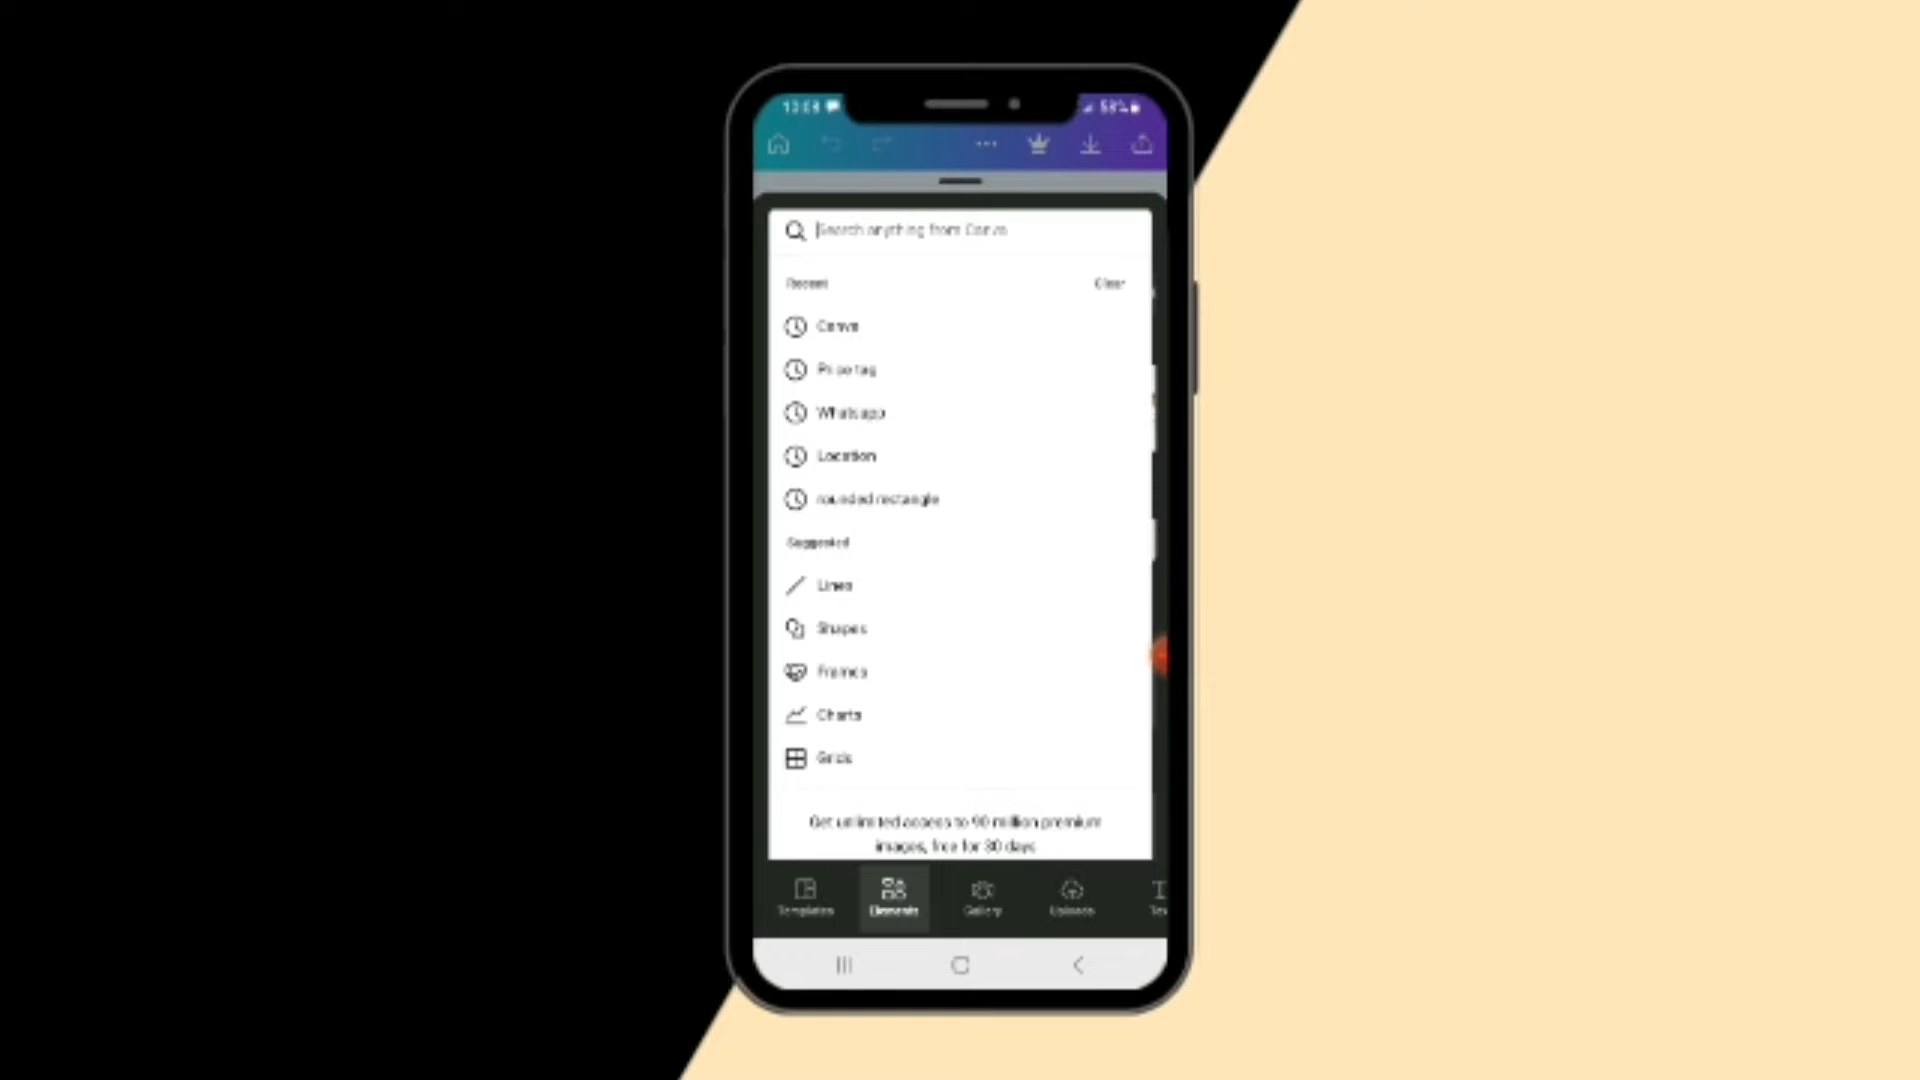 58%
Search anything from Canva
Recent
Clear
Canva
Price tag
Whatsapp
Location
rounded rectangle
Suggested
Lines
Shapes
Frames
Charts
Grids
Get unlimited access to 90 million premium
images, free for 30 days
Templates
Elements
Gallery
Uploads